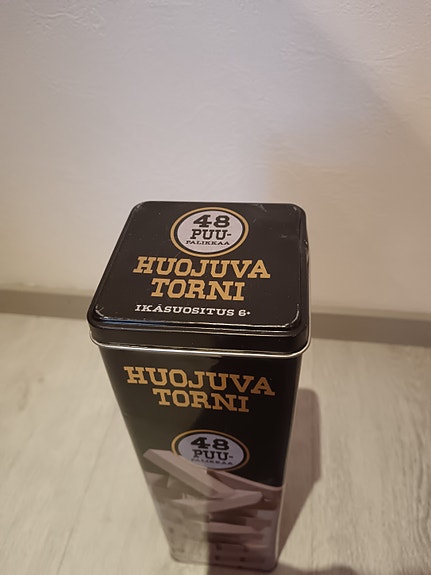 48
PUU-
PALIKKAA
HUOJUVA
TORNI
IKÄSUOSITUS 6+
HUOJUVA
TORNI
48
PUU-
PALIKKAA